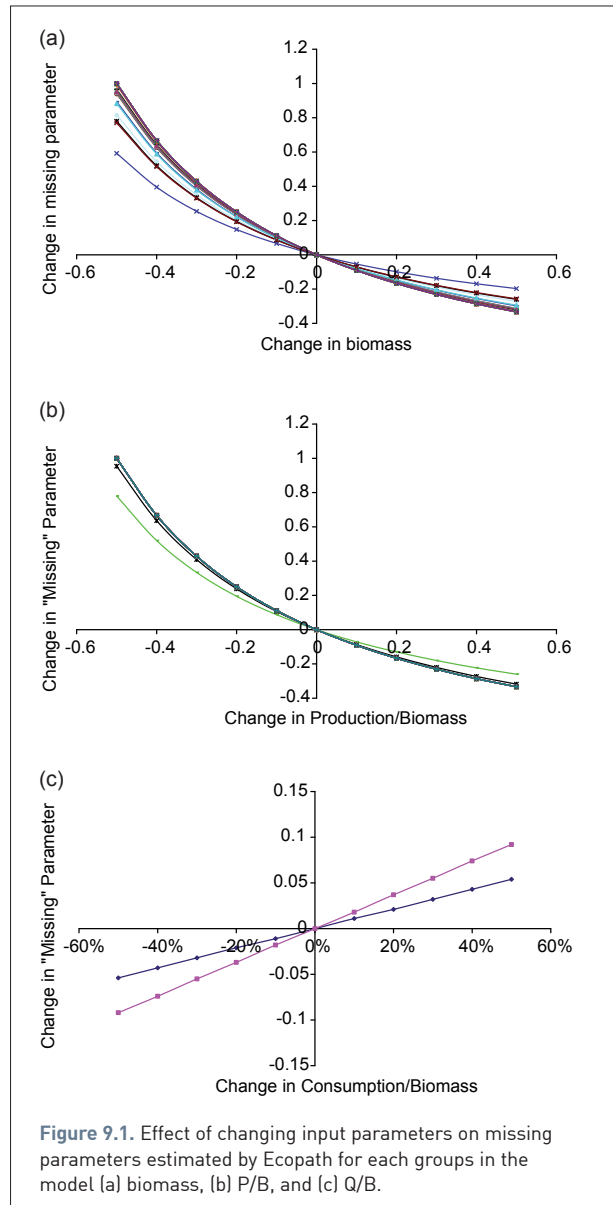 (a)
Change in missing parameter
1.2
1
0.8
0.6
0.4
0.2
0
-0.2
-0.4
-0.6 -0.4 -0.2 0 0.2 0.4 0.6
Change in biomass
(b)
Change in "Missing" Parameter
1.2
1
0.8
0.6
0.4
0.2
0
-0.2
-0.4
-0.6 -0.4 -0.2 0 0.2 0.4 0.6
Change in Production/Biomass
(c)
Change in "Missing" Parameter
0.15
0.1
0.05
0
-0.05
-0.1
-0.15
-60% -40% -20% 0% 20% 40% 60%
Change in Consumption/Biomass
Figure 9.1. Effect of changing input parameters on missing
parameters estimated by Ecopath for each groups in the
model (a) biomass, (b) P/B, and (c) Q/B.